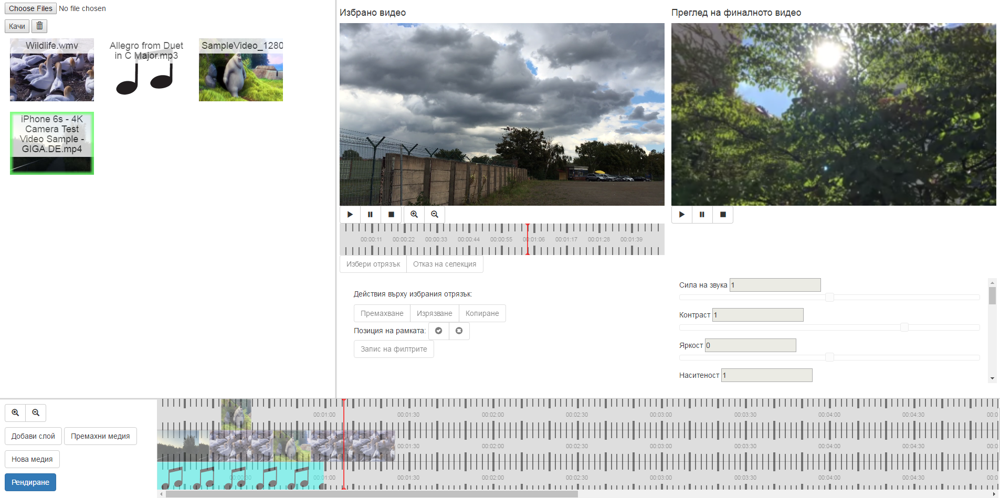 Choose Files No file chosen
Качи
Wildlife.wmv
Allegro from Duet
in C Major.mp3
SampleVideo_1280
iPhone 6s - 4K
Camera Test
Video Sample -
GIGA.DE.mp4
Избрано видео
00:00:11 00:00:22 00:00:33 00:00:44 00:00:55 00:01:06 00:01:17 00:01:28 00:01:39
Избери отрязък Отказ на селекция
Действия върху избрания отрязък:
Премахване Изрязване Копиране
Позиция на рамката:
Запис на филтрите
Преглед на финалното видео
Сила на звука 1
Контраст 1
Яркост 0
Наситеност 1
Добави слой Премахни медия
Нова медия
Рендиране
00:00:30 00:01:00 00:01:30 00:02:00 00:02:30 00:03:00 00:03:30 00:04:00 00:04:30 00:0
00:00:30 00:01:00 00:01:30 00:02:00 00:02:30 00:03:00 00:03:30 00:04:00 00:04:30 00:0
00:00:30 00:01:00 00:01:30 00:02:00 00:02:30 00:03:00 00:03:30 00:04:00 00:04:30 00:0